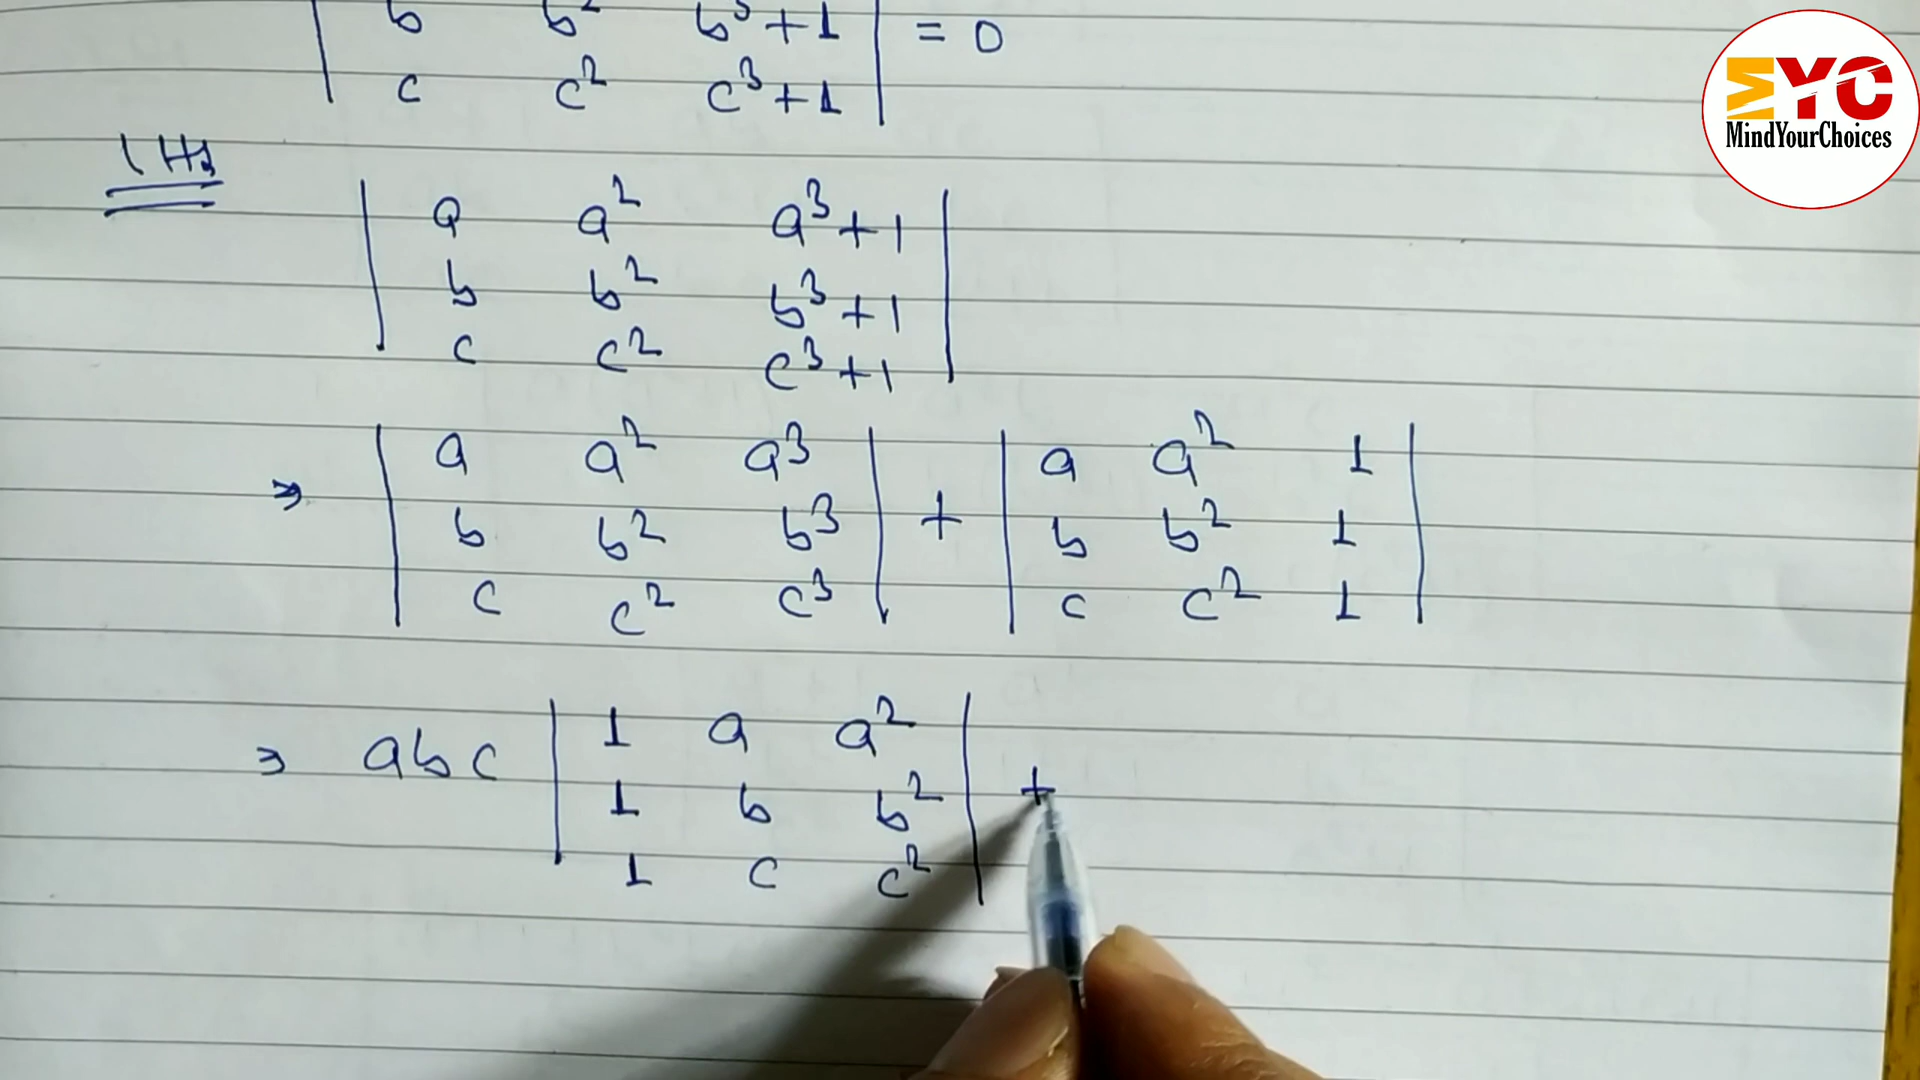 b b² b³+1 = 0
c c² c³+1
LHS
a a² a³+1
b b² b³+1
c c² c³+1
⇒ a a² a³ + a a² 1
b b² b³ b b² 1
c c² c³ c c² 1
⇒ abc 1 a a² +
1 b b²
1 c c²
MYC
MindYourChoices